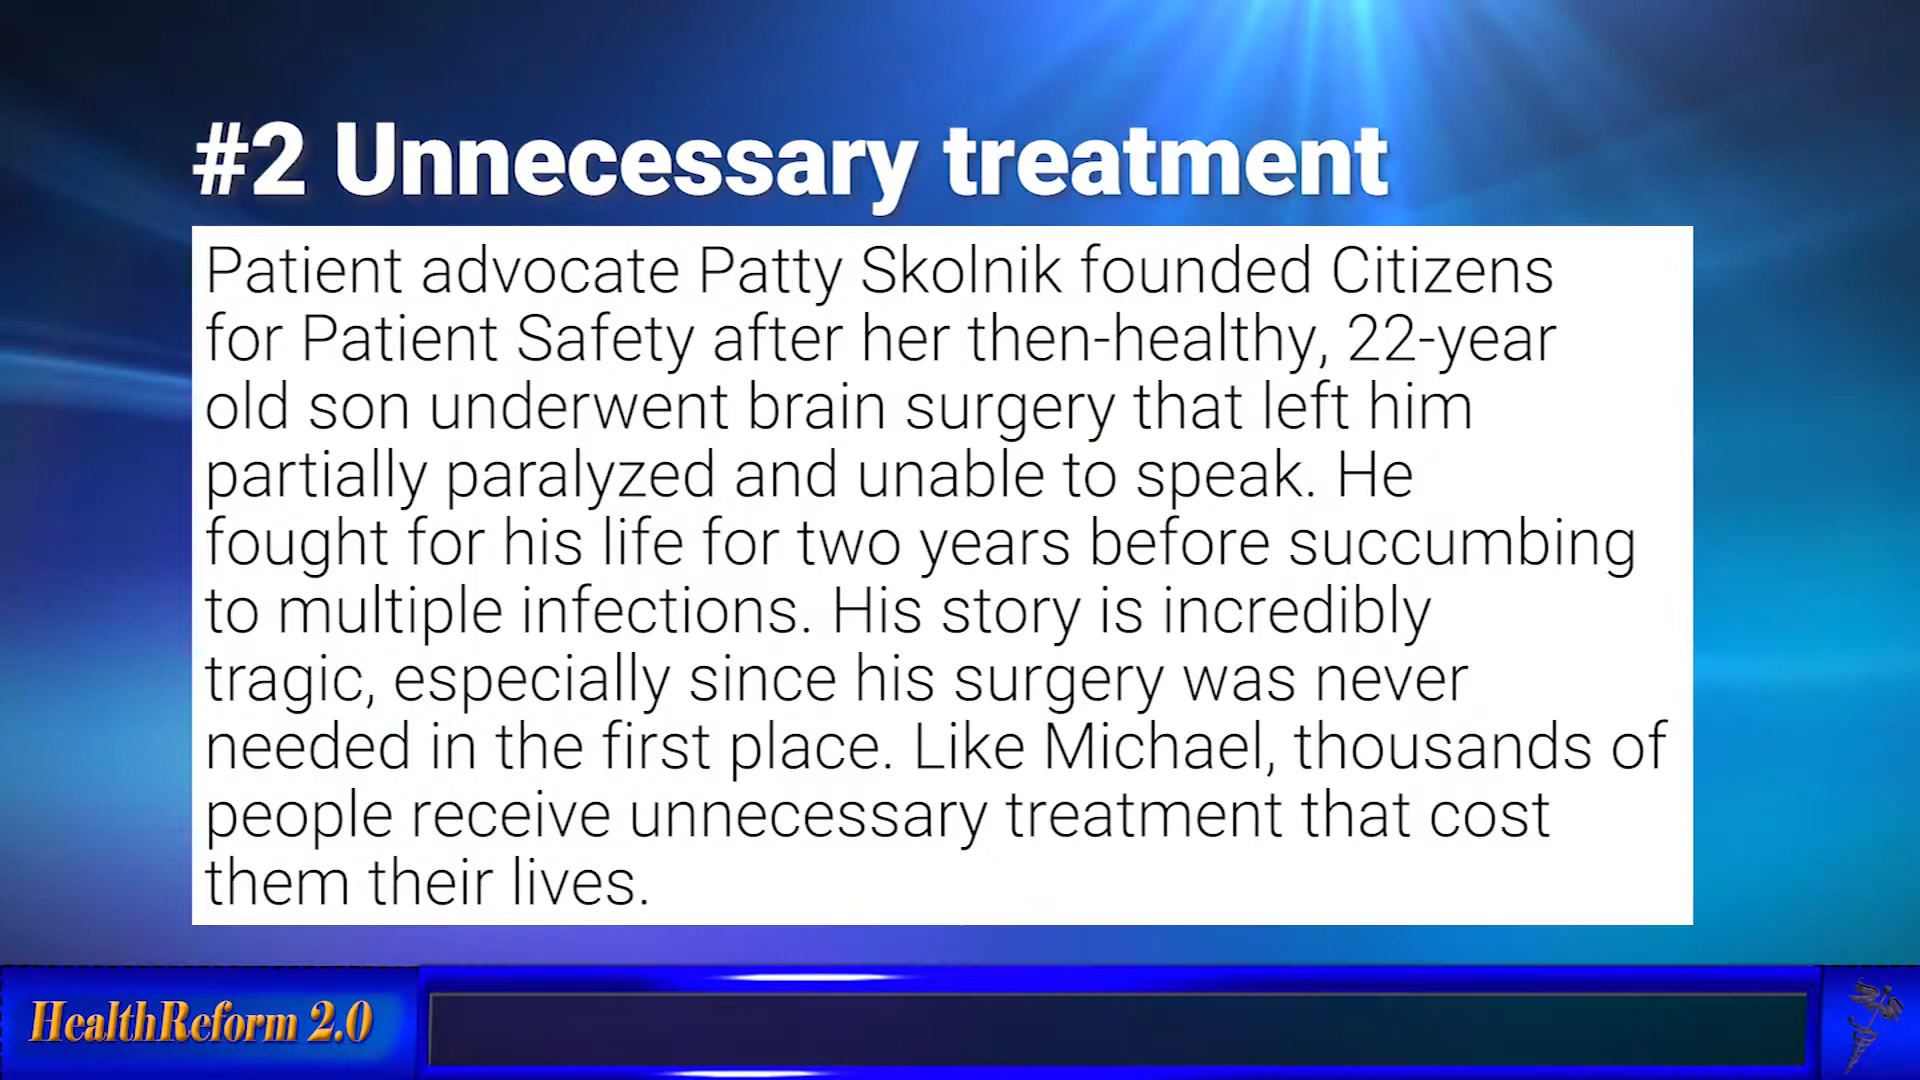 #2 Unnecessary treatment
Patient advocate Patty Skolnik founded Citizens
for Patient Safety after her then-healthy, 22-year
old son underwent brain surgery that left him
partially paralyzed and unable to speak. He
fought for his life for two years before succumbing
to multiple infections. His story is incredibly
tragic, especially since his surgery was never
needed in the first place. Like Michael, thousands of
people receive unnecessary treatment that cost
them their lives.
HealthReform 2.0